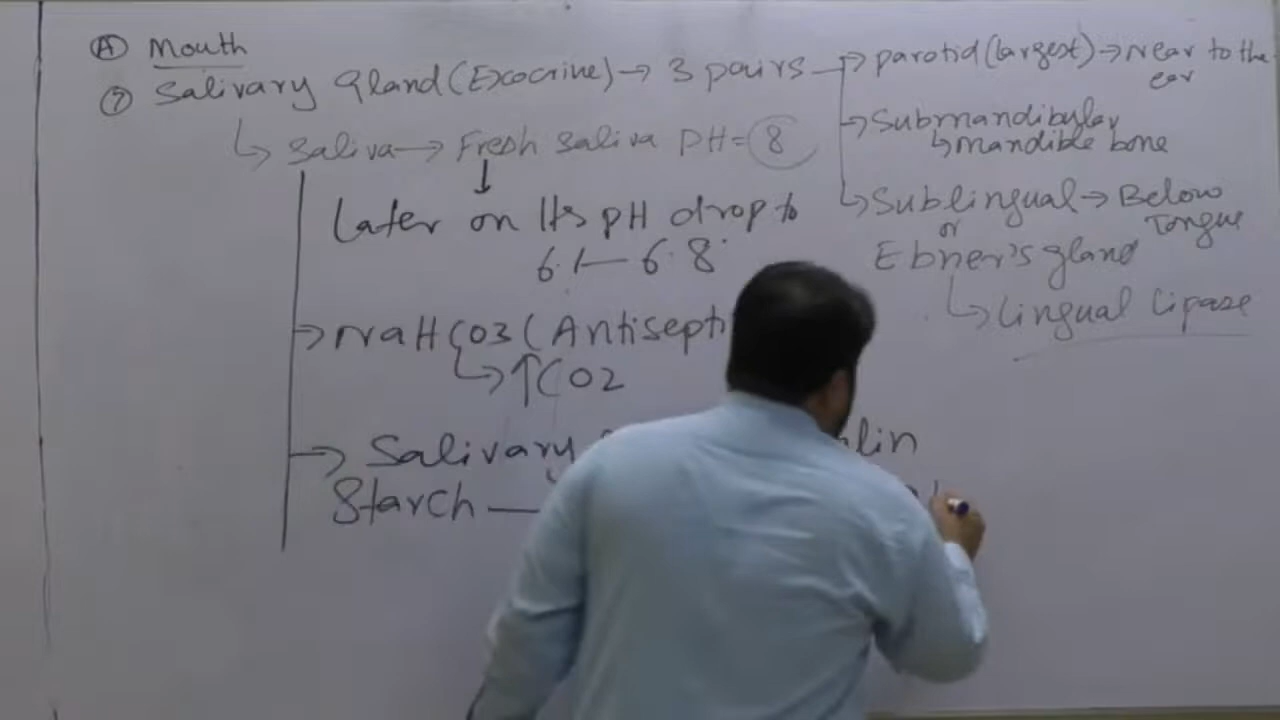 A Mouth
7 Salivary gland (Exocrine) → 3 pairs → parotid (largest) → near to the ear
→ Submandibular
↳ mandible bone
→ Sublingual → Below Tongue
or
Ebner's gland
↳ Lingual Lipase
↳ Saliva → Fresh Saliva PH = 8
↓
Later on Its pH drop to
6.1 — 6.8
→ NaHCO3 (Antisepti
↳ ↑CO2
→ Salivary lin
Starch —